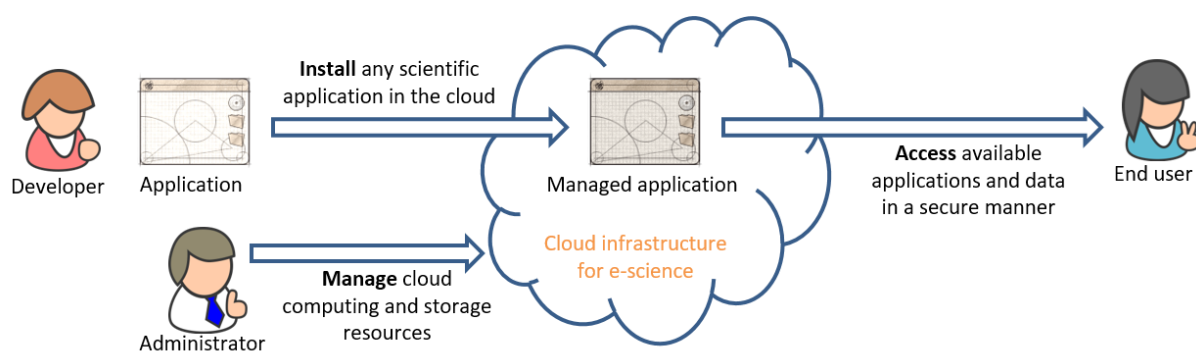 Install any scientific
application in the cloud
Developer
Application
Managed application
Access available
applications and data
in a secure manner
End user
Cloud infrastructure
for e-science
Manage cloud
computing and storage
resources
Administrator